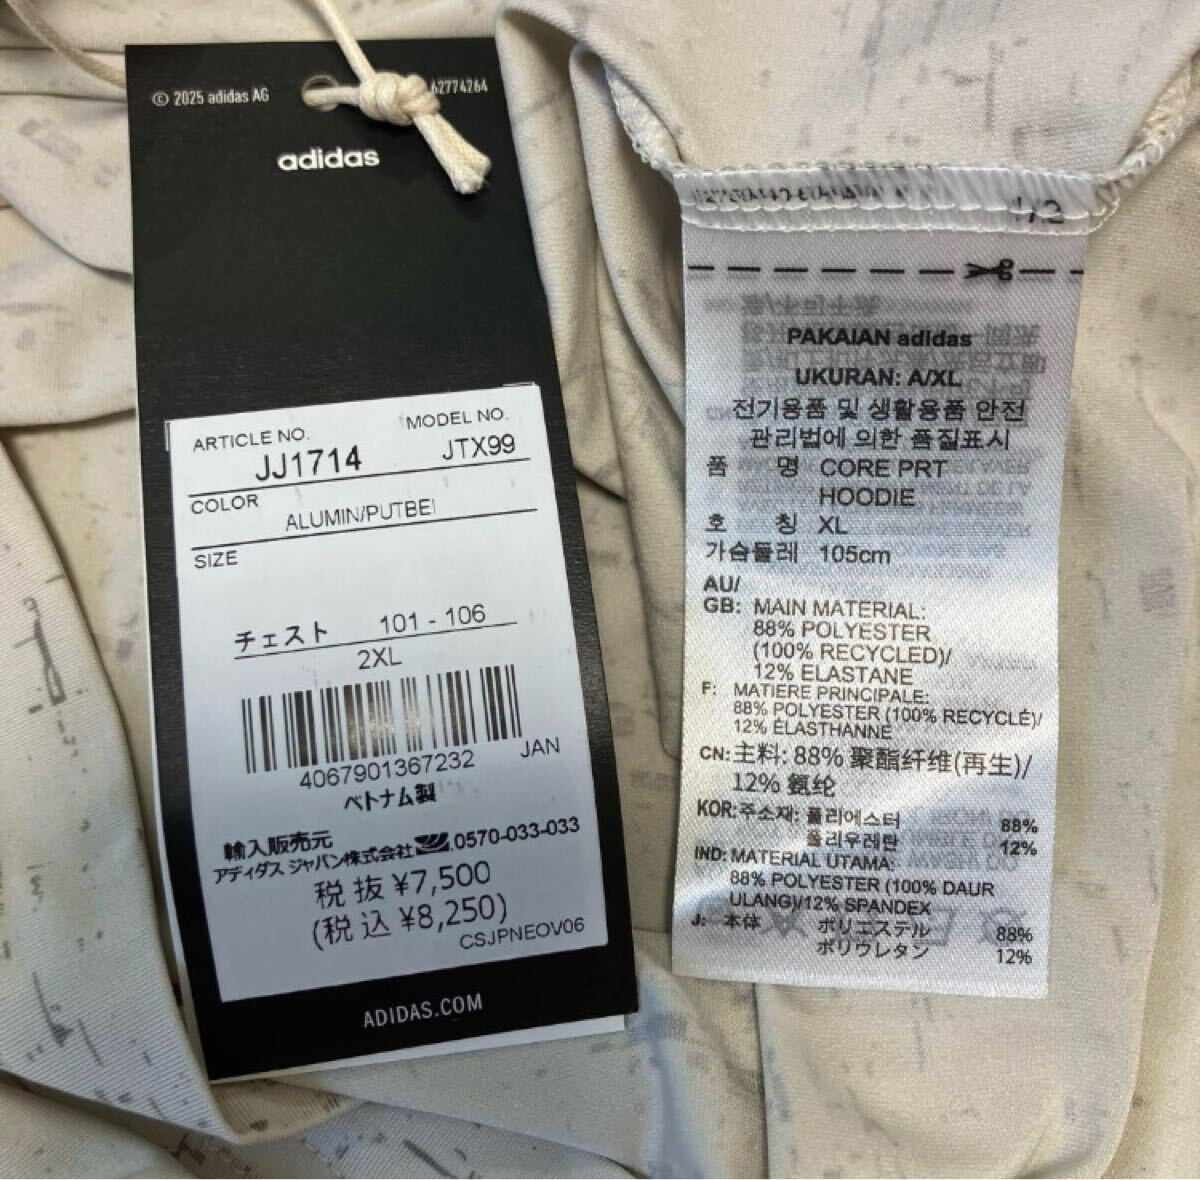 © 2025 adidas AG
62774264
adidas
ARTICLE NO.
MODEL NO.
JJ1714
JTX99
COLOR
ALUMIN/PUTBEI
SIZE
チェスト 101 - 106
2XL
4067901367232 JAN
ベトナム製
輸入販売元
アディダス ジャパン株式会社 0570-033-033
税 抜 ¥7,500
(税 込 ¥8,250)
CSJPNEOV06
ADIDAS.COM
1/2
PAKAIAN adidas
UKURAN: A/XL
전기용품 및 생활용품 안전
관리법에 의한 품질표시
품 명 CORE PRT
HOODIE
호 칭 XL
가슴둘레 105cm
AU/
GB: MAIN MATERIAL:
88% POLYESTER
(100% RECYCLED)/
12% ELASTANE
F: MATIERE PRINCIPALE:
88% POLYESTER (100% RECYCLÉ)/
12% ÉLASTHANNE
CN: 主料: 88% 聚酯纤维(再生)/
12% 氨纶
KOR: 주소재: 폴리에스터 88%
폴리우레탄 12%
IND: MATERIAL UTAMA:
88% POLYESTER (100% DAUR
ULANG)/12% SPANDEX
J: 本体 ポリエステル 88%
ポリウレタン 12%